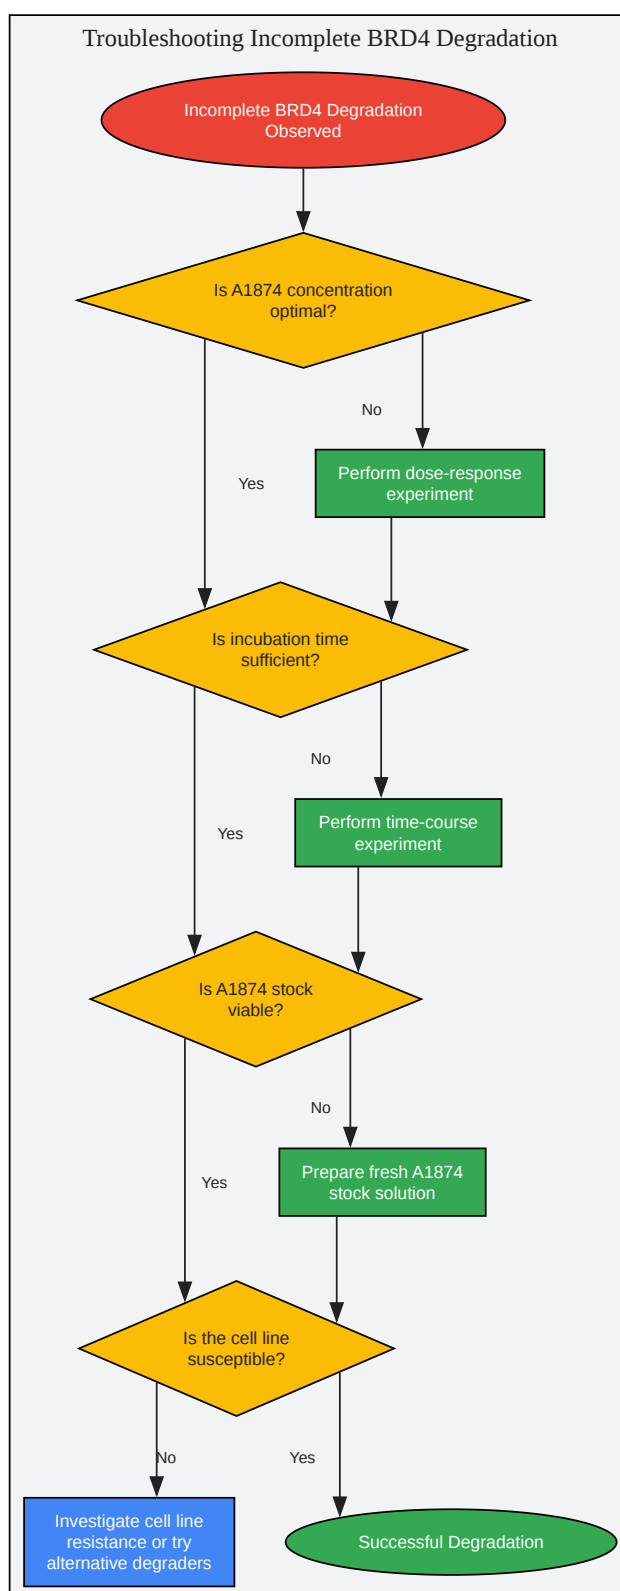 Troubleshooting Incomplete BRD4 Degradation
Incomplete BRD4 Degradation
Observed
Is A1874 concentration
optimal?
No
Yes
Perform dose-response
experiment
Is incubation time
sufficient?
No
Yes
Perform time-course
experiment
Is A1874 stock
viable?
No
Yes
Prepare fresh A1874
stock solution
Is the cell line
susceptible?
No
Yes
Investigate cell line
resistance or try
alternative degraders
Successful Degradation